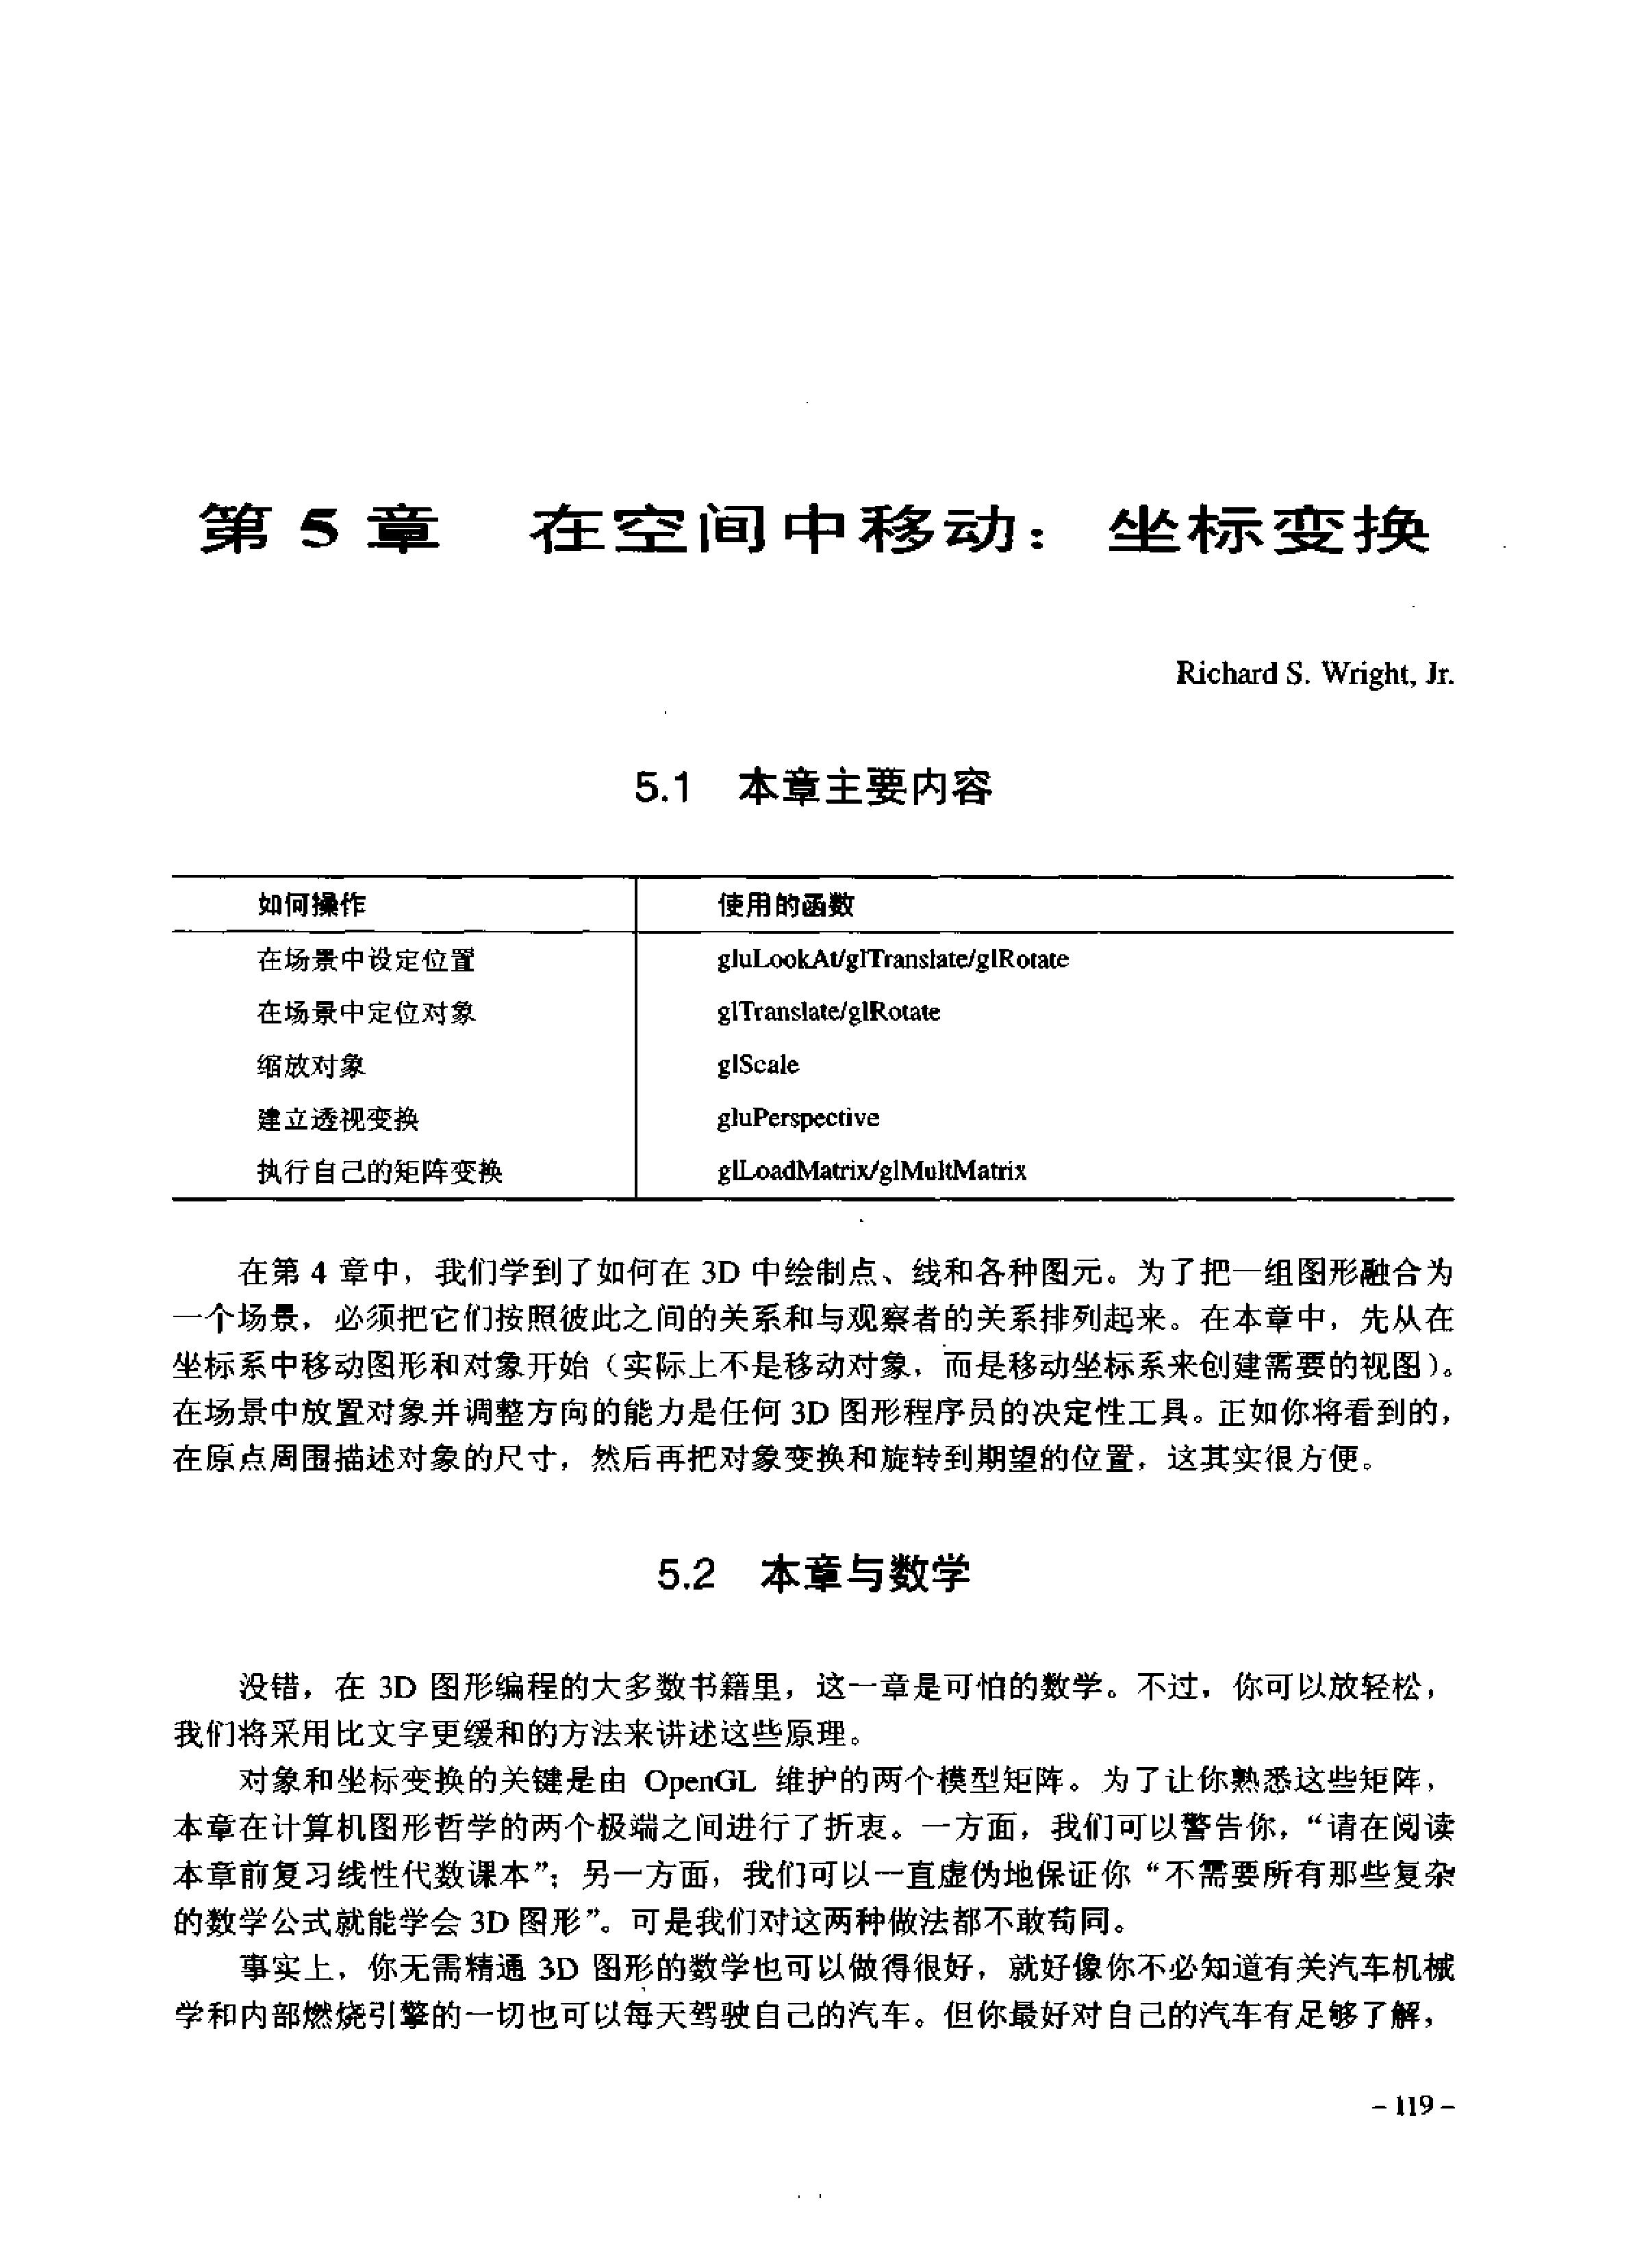 第 5 章　在空间中移动：坐标变换
Richard S. Wright, Jr.
5.1　本章主要内容
如何操作　使用的函数
在场景中设定位置　gluLookAt/glTranslate/glRotate
在场景中定位对象　glTranslate/glRotate
缩放对象　glScale
建立透视变换　gluPerspective
执行自己的矩阵变换　glLoadMatrix/glMultMatrix
在第 4 章中，我们学到了如何在 3D 中绘制点、线和各种图元。为了把一组图形融合为
一个场景，必须把它们按照彼此之间的关系和与观察者的关系排列起来。在本章中，先从在
坐标系中移动图形和对象开始（实际上不是移动对象，而是移动坐标系来创建需要的视图）。
在场景中放置对象并调整方向的能力是任何 3D 图形程序员的决定性工具。正如你将看到的，
在原点周围描述对象的尺寸，然后再把对象变换和旋转到期望的位置，这其实很方便。
5.2　本章与数学
没错，在 3D 图形编程的大多数书籍里，这一章是可怕的数学。不过，你可以放轻松，
我们将采用比文字更缓和的方法来讲述这些原理。
对象和坐标变换的关键是由 OpenGL 维护的两个模型矩阵。为了让你熟悉这些矩阵，
本章在计算机图形哲学的两个极端之间进行了折衷。一方面，我们可以警告你，“请在阅读
本章前复习线性代数课本”；另一方面，我们可以一直虚伪地保证你“不需要所有那些复杂
的数学公式就能学会 3D 图形”。可是我们对这两种做法都不敢苟同。
事实上，你无需精通 3D 图形的数学也可以做得很好，就好像你不必知道有关汽车机械
学和内部燃烧引擎的一切也可以每天驾驶自己的汽车。但你最好对自己的汽车有足够了解，
– 119 –